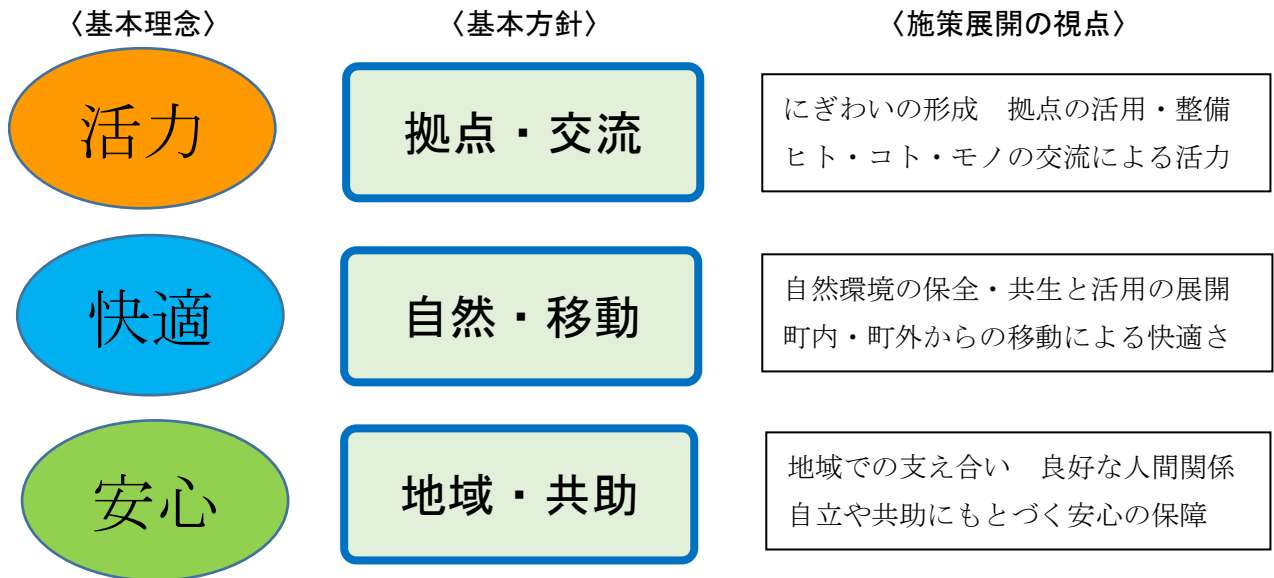 〈基本理念〉 〈基本方針〉 〈施策展開の視点〉
活力
拠点・交流
にぎわいの形成　拠点の活用・整備
ヒト・コト・モノの交流による活力
快適
自然・移動
自然環境の保全・共生と活用の展開
町内・町外からの移動による快適さ
安心
地域・共助
地域での支え合い　良好な人間関係
自立や共助にもとづく安心の保障